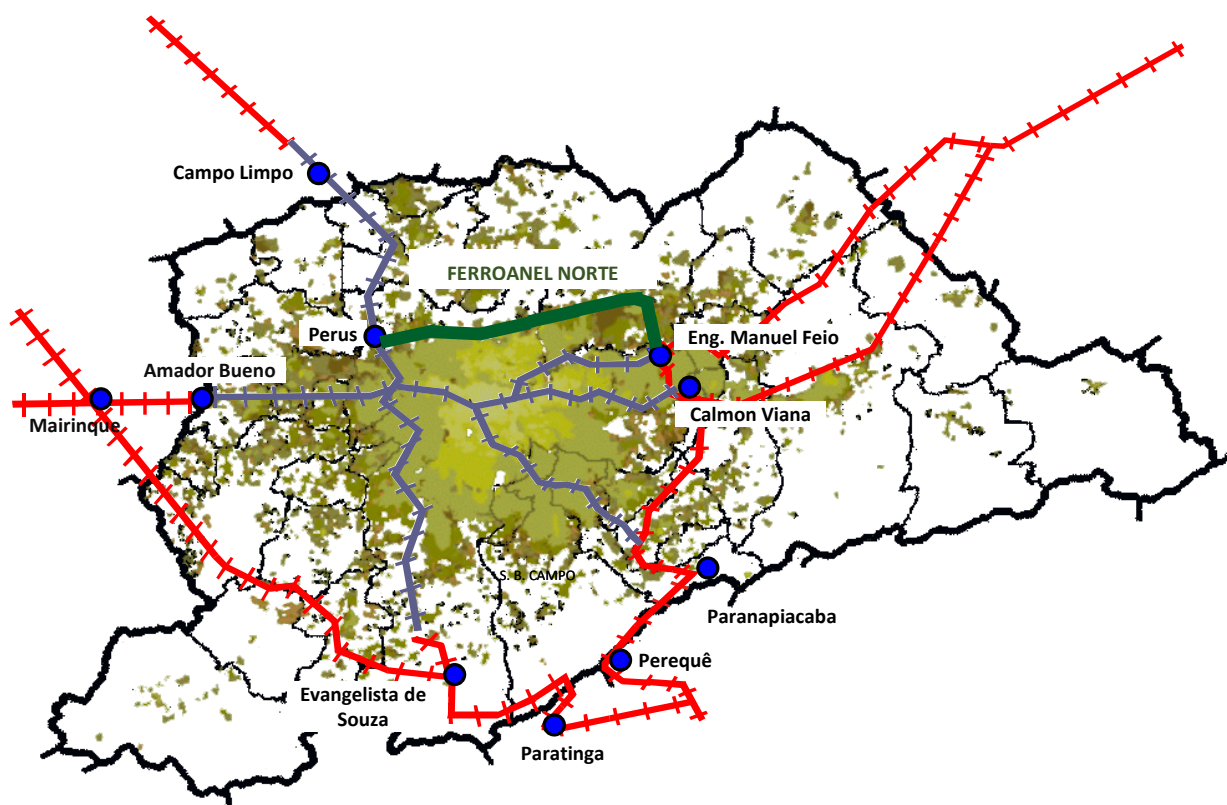 Campo Limpo
FERROANEL NORTE
Perus
Eng. Manuel Feio
Amador Bueno
Mairinque
Calmon Viana
S. B. CAMPO
Paranapiacaba
Perequê
Evangelista de
Souza
Paratinga